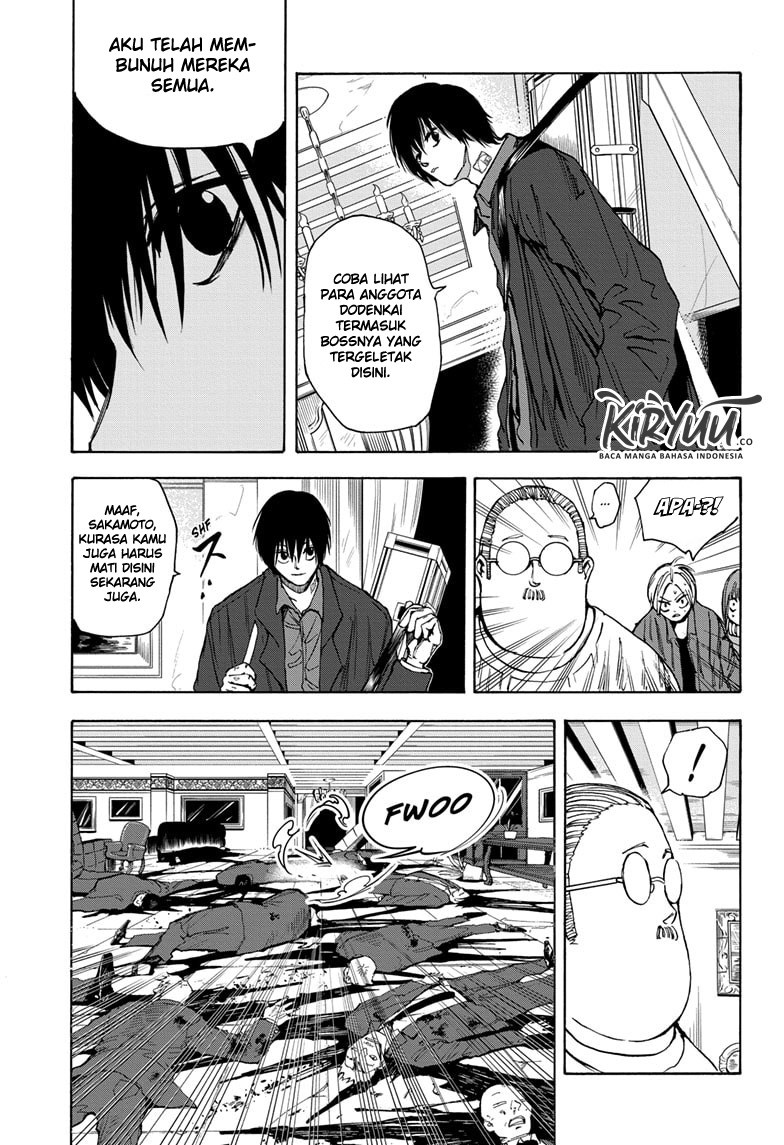 COBA LIHAT
PARA ANGGOTA
DODENKAI
TERMASUK
BOSSNYA YANG
TERGELETAK
DISINI.
AKU TELAH MEM-
BUNUH MEREKA
SEMUA.
KIRYUU.CO
BACA MANGA BAHASA INDONESIA
APA-?!
...
SHF
ス
MAAF,
SAKAMOTO,
KURASA KAMU
JUGA HARUS
MATI DISINI
SEKARANG
JUGA.
!
FWOO